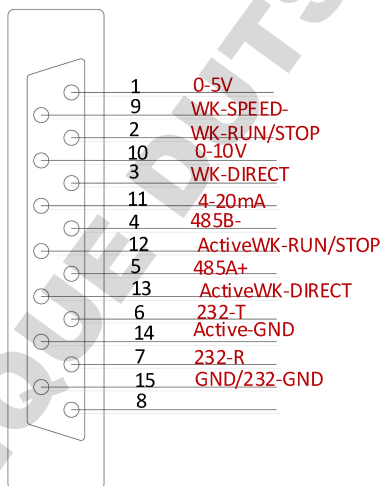 1 0-5V
9 WK-SPEED-
2 WK-RUN/STOP
10 0-10V
3 WK-DIRECT
11 4-20mA
4 485B-
12 ActiveWK-RUN/STOP
5 485A+
13 ActiveWK-DIRECT
6 232-T
14 Active-GND
7 232-R
15 GND/232-GND
8